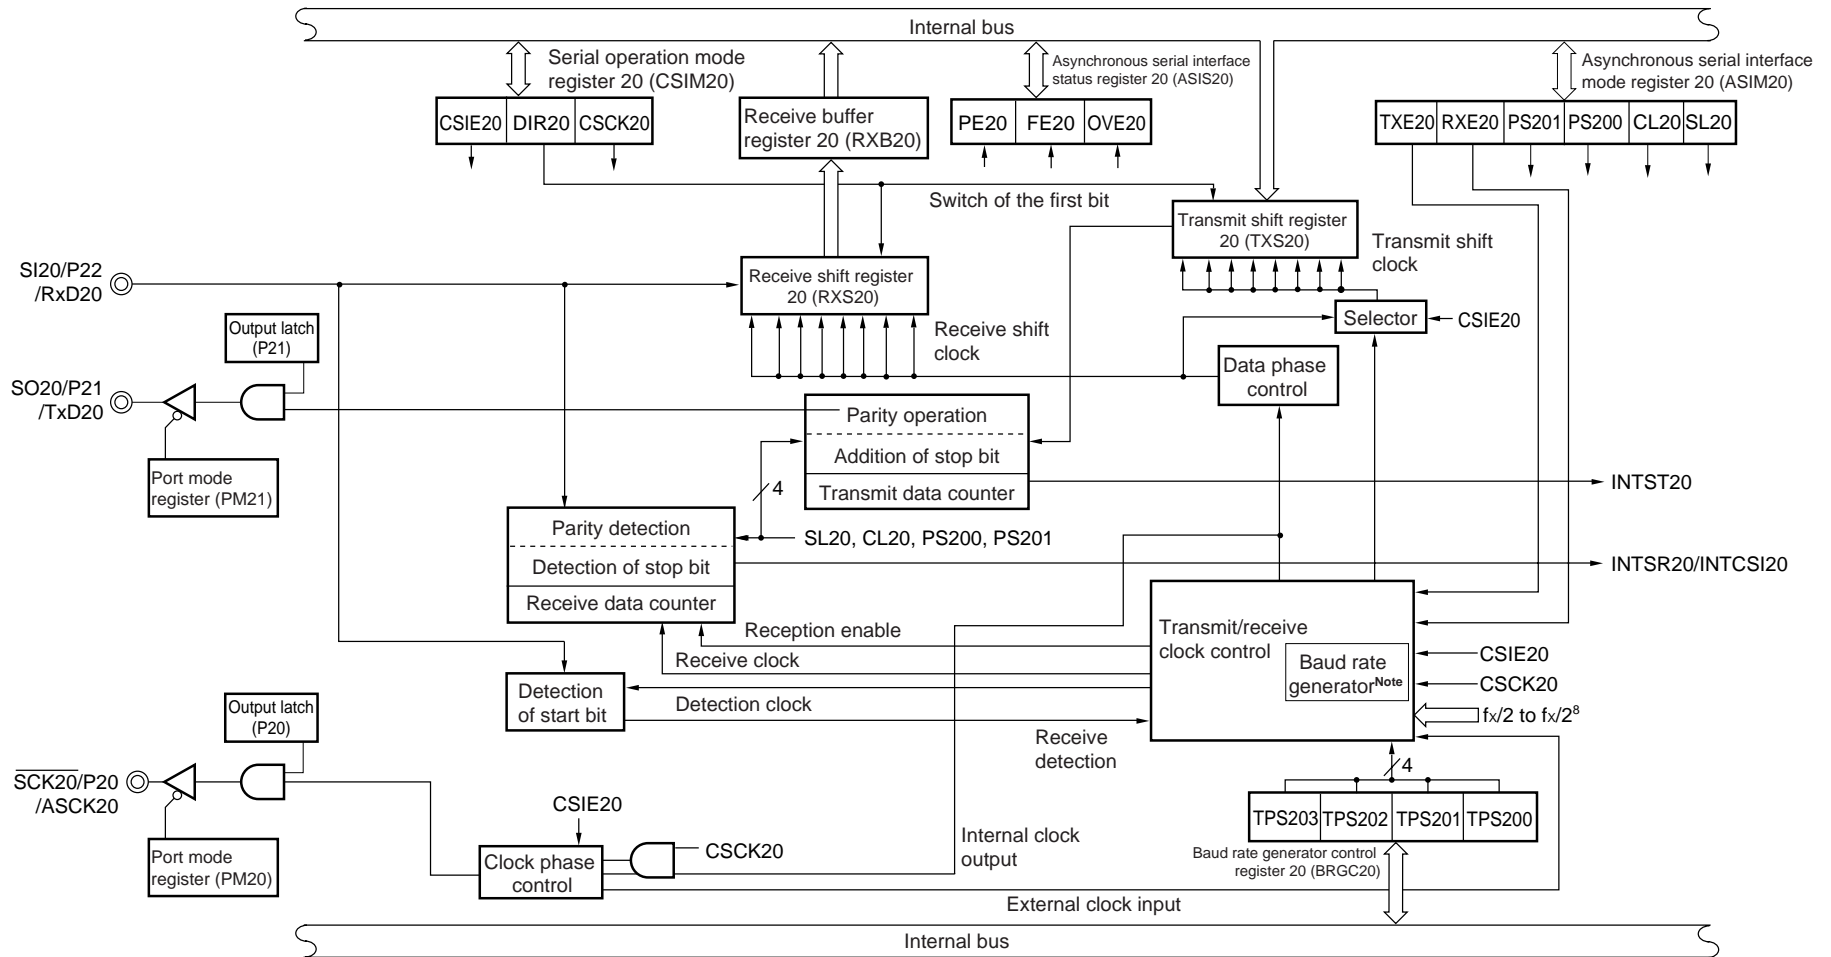 Internal bus
Serial operation mode
register 20 (CSIM20)
Asynchronous serial interface
status register 20 (ASIS20)
Asynchronous serial interface
mode register 20 (ASIM20)
CSIE20 DIR20 CSCK20
Receive buffer
register 20 (RXB20)
PE20 FE20 OVE20
TXE20 RXE20 PS201 PS200 CL20 SL20
Switch of the first bit
Transmit shift register
20 (TXS20)
Transmit shift
clock
SI20/P22
/RxD20
Receive shift register
20 (RXS20)
Selector
CSIE20
Output latch
(P21)
Receive shift
clock
Data phase
control
SO20/P21
/TxD20
Parity operation
Addition of stop bit
Transmit data counter
Port mode
register (PM21)
4
INTST20
Parity detection
Detection of stop bit
Receive data counter
SL20, CL20, PS200, PS201
INTSR20/INTCSI20
Reception enable
Receive clock
Transmit/receive
clock control
Baud rate
generatorNote
CSIE20
CSCK20
fx/2 to fx/2⁸
Detection
of start bit
Detection clock
Receive
detection
Output latch
(P20)
4
SCK20/P20
/ASCK20
CSIE20
TPS203 TPS202 TPS201 TPS200
Port mode
register (PM20)
Clock phase
control
CSCK20
Internal clock
output
Baud rate generator control
register 20 (BRGC20)
External clock input
Internal bus